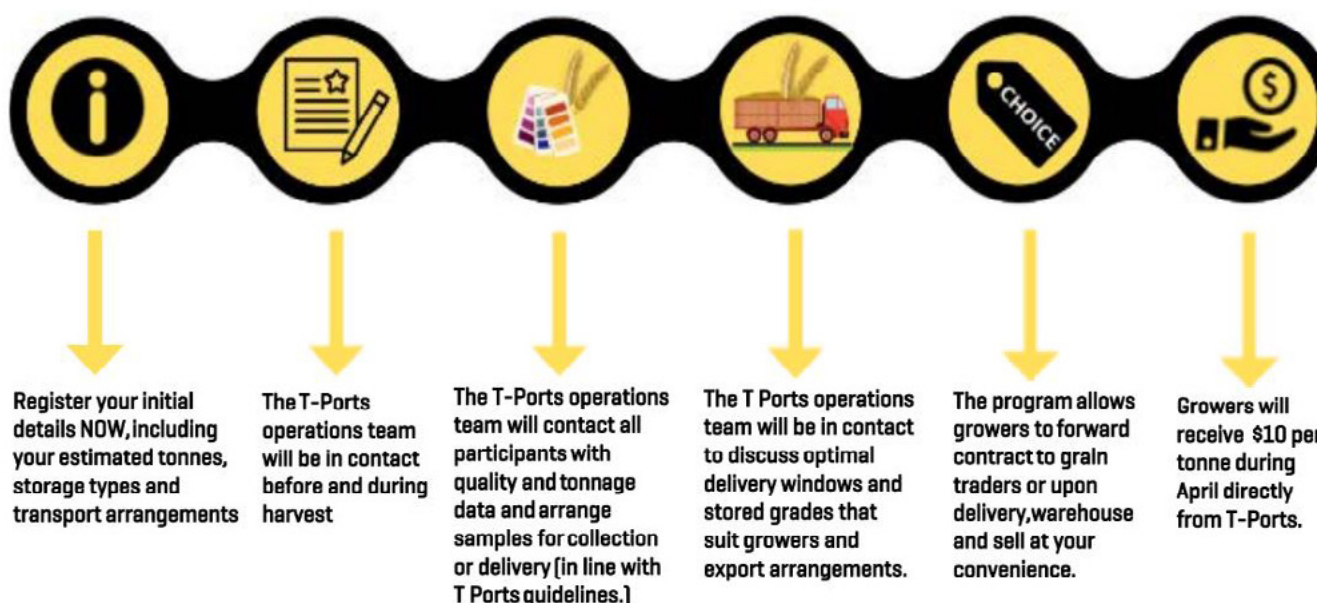 CHOICE
Register your initial
details NOW, including
your estimated tonnes,
storage types and
transport arrangements
The T-Ports
operations team
will be in contact
before and during
harvest
The T-Ports operations
team will contact all
participants with
quality and tonnage
data and arrange
samples for collection
or delivery (in line with
T Ports guidelines.)
The T Ports operations
team will be in contact
to discuss optimal
delivery windows and
stored grades that
suit growers and
export arrangements.
The program allows
growers to forward
contract to grain
traders or upon
delivery, warehouse
and sell at your
convenience.
Growers will
receive $10 per
tonne during
April directly
from T-Ports.